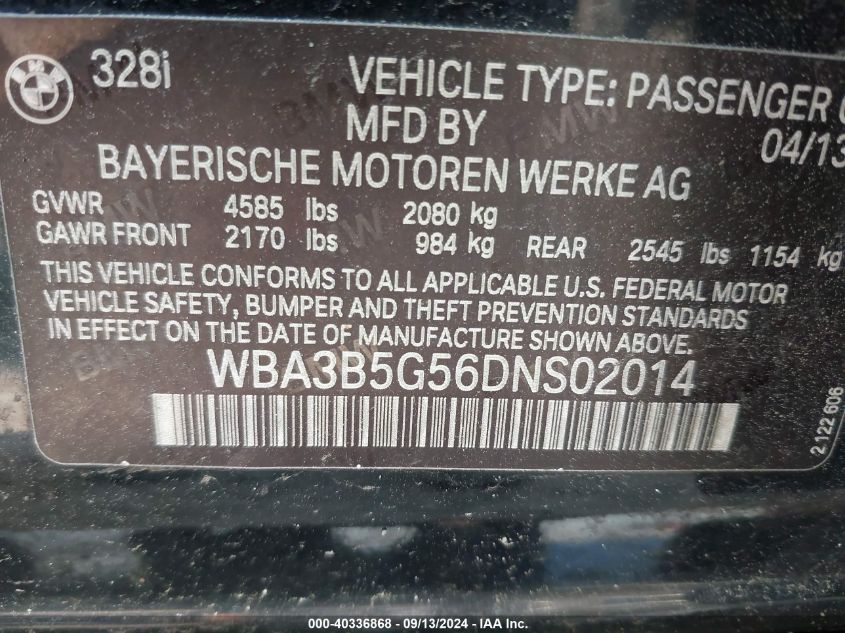 328i
VEHICLE TYPE: PASSENGER
MFD BY
04/13
BAYERISCHE MOTOREN WERKE AG
GVWR 4585 lbs 2080 kg
GAWR FRONT 2170 lbs 984 kg REAR 2545 lbs 1154 kg
THIS VEHICLE CONFORMS TO ALL APPLICABLE U.S. FEDERAL MOTOR
VEHICLE SAFETY, BUMPER AND THEFT PREVENTION STANDARDS
IN EFFECT ON THE DATE OF MANUFACTURE SHOWN ABOVE.
WBA3B5G56DNS02014
2 122 606
000 - 40336868 - 09/13/2024 - IAA Inc.